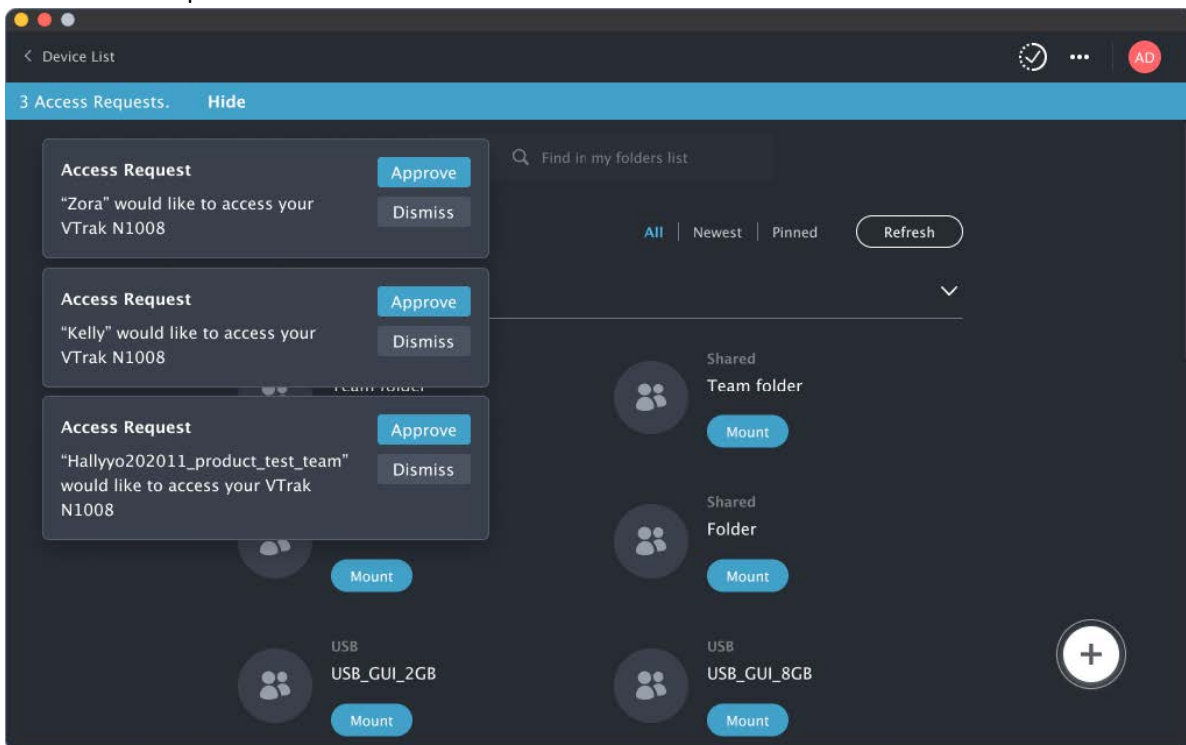 Device List
AD
3 Access Requests. Hide
Find in my folders list
Access Request
Approve
“Zora” would like to access your
VTrak N1008
Dismiss
All | Newest | Pinned
Refresh
Access Request
Approve
“Kelly” would like to access your
VTrak N1008
Dismiss
Shared
Team folder
Team folder
Mount
Access Request
Approve
“Hallyyo202011_product_test_team”
would like to access your VTrak
N1008
Dismiss
Shared
Folder
Mount
Mount
USB
USB_GUI_2GB
Mount
USB
USB_GUI_8GB
Mount